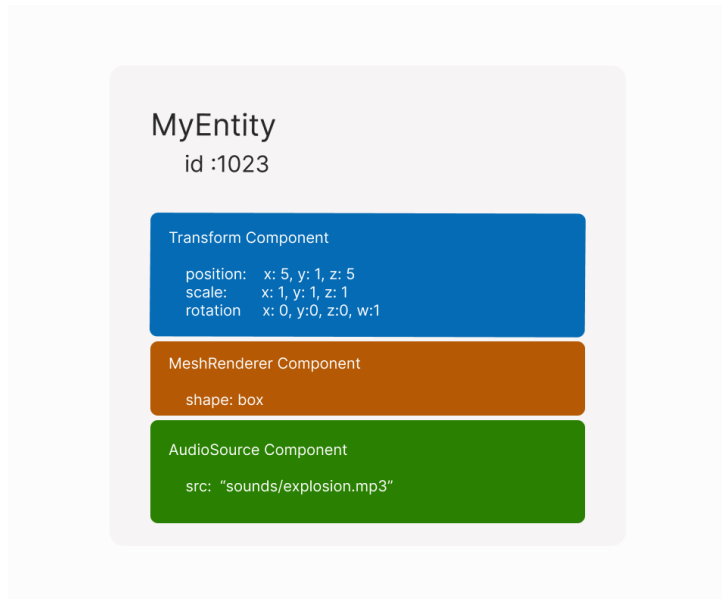 MyEntity
id :1023
Transform Component
position: x: 5, y: 1, z: 5
scale: x: 1, y: 1, z: 1
rotation x: 0, y:0, z:0, w:1
MeshRenderer Component
shape: box
AudioSource Component
src: “sounds/explosion.mp3”